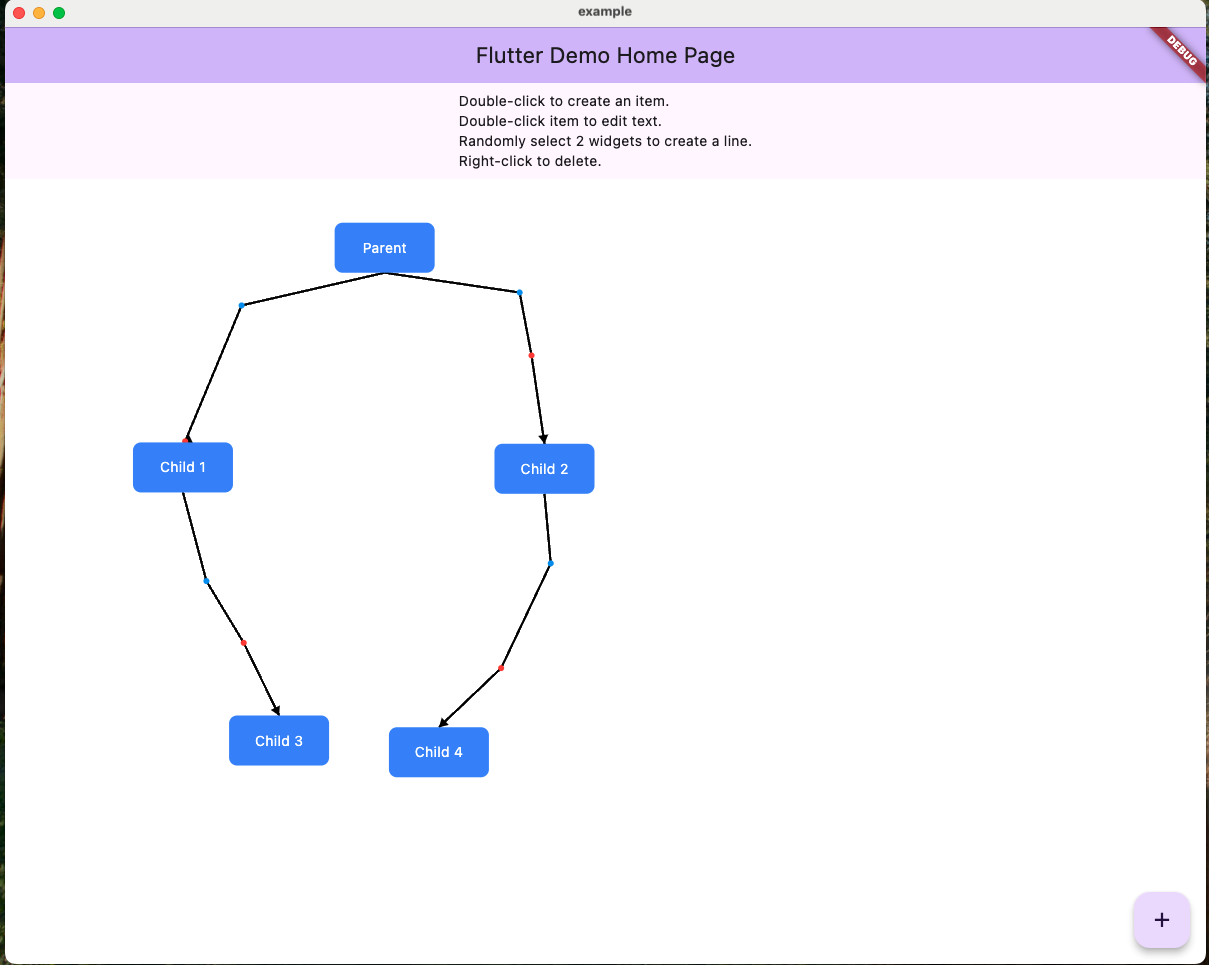 example
Flutter Demo Home Page
DEBUG
Double-click to create an item.
Double-click item to edit text.
Randomly select 2 widgets to create a line.
Right-click to delete.
Parent
Child 1
Child 2
Child 3
Child 4
+